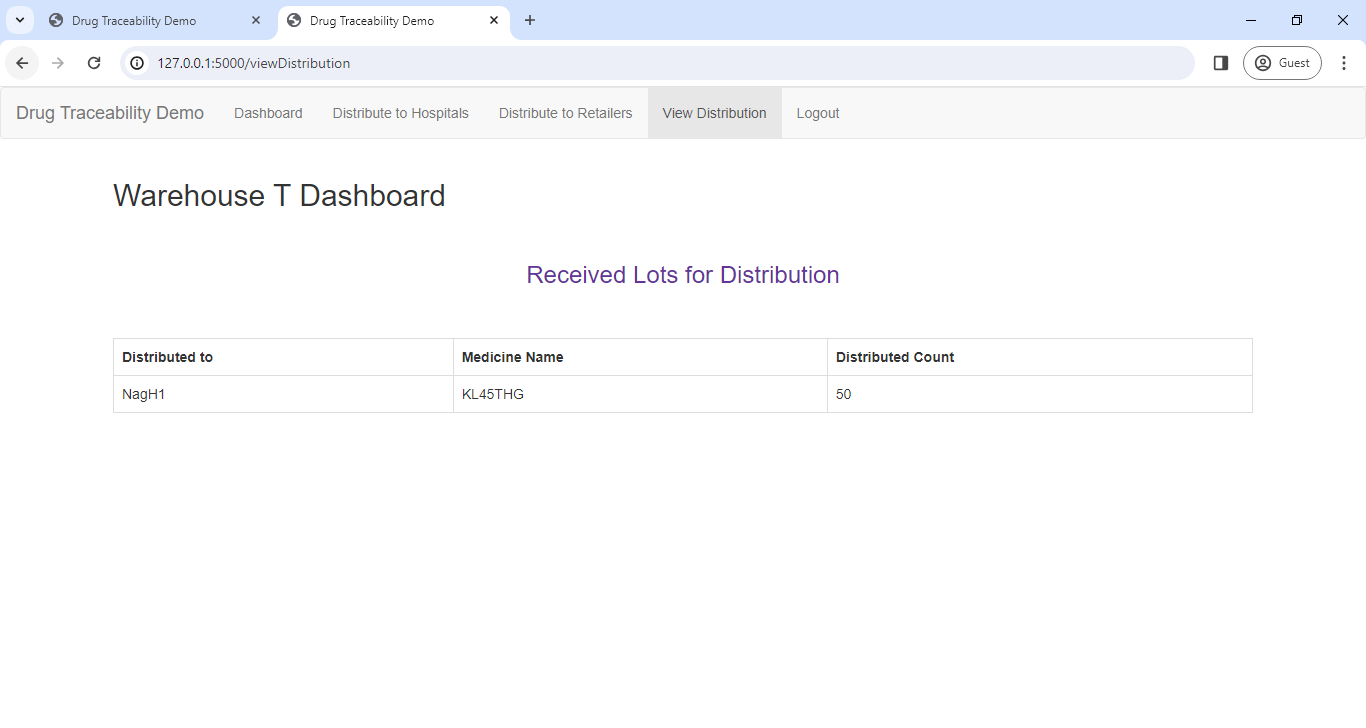 Drug Traceability Demo
Drug Traceability Demo
127.0.0.1:5000/viewDistribution
Guest
Drug Traceability Demo Dashboard Distribute to Hospitals Distribute to Retailers View Distribution Logout
Warehouse T Dashboard
Received Lots for Distribution
Distributed to Medicine Name Distributed Count
NagH1 KL45THG 50